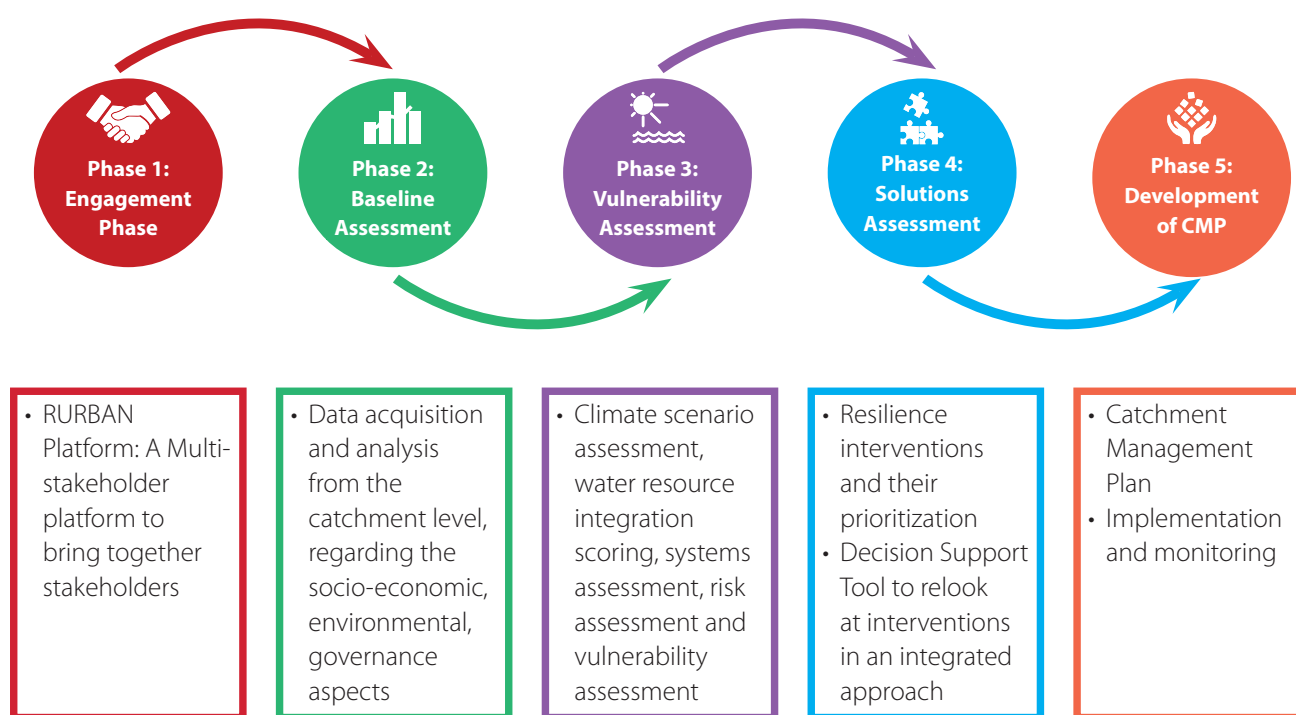 Phase 1:
Engagement
Phase
Phase 2:
Baseline
Assessment
Phase 3:
Vulnerability
Assessment
Phase 4:
Solutions
Assessment
Phase 5:
Development
of CMP
• RURBAN
Platform: A Multi-
stakeholder
platform to
bring together
stakeholders
• Data acquisition
and analysis
from the
catchment level,
regarding the
socio-economic,
environmental,
governance
aspects
• Climate scenario
assessment,
water resource
integration
scoring, systems
assessment, risk
assessment and
vulnerability
assessment
• Resilience
interventions
and their
prioritization
• Decision Support
Tool to relook
at interventions
in an integrated
approach
• Catchment
Management
Plan
• Implementation
and monitoring